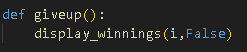 def giveup():
    display_winnings(i,False)